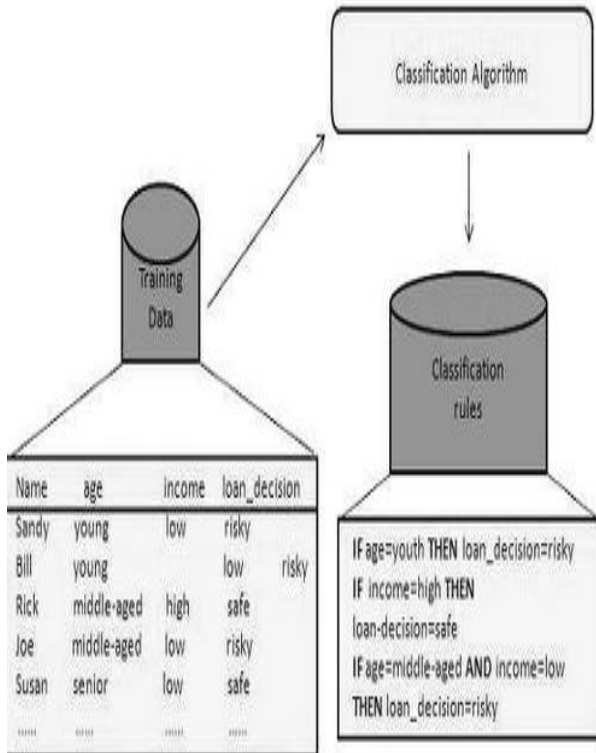 Classification Algorithm
Training
Data
Classification
rules
Name age income loan_decision
Sandy young low risky
Bill young low risky
Rick middle-aged high safe
Joe middle-aged low risky
Susan senior low safe
..... ..... ..... .....
IF age=youth THEN loan_decision=risky
IF income=high THEN
loan-decision=safe
IF age=middle-aged AND income=low
THEN loan_decision=risky